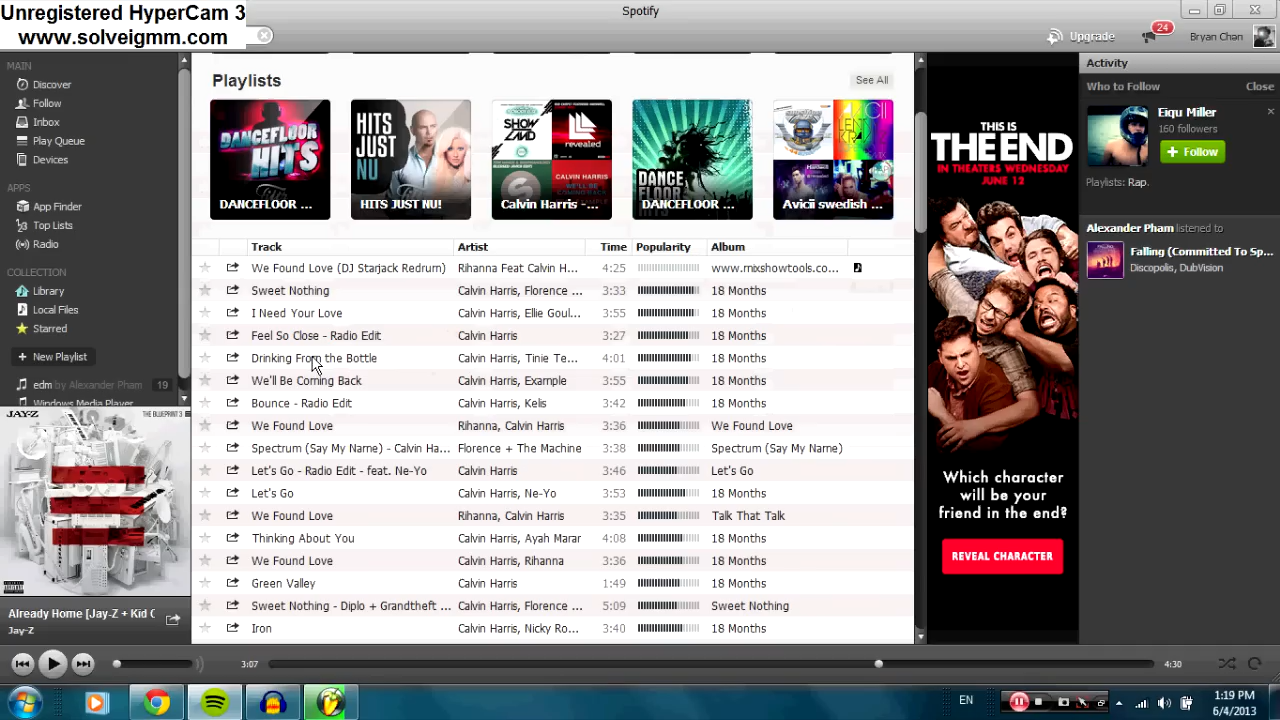 Unregistered HyperCam 3
www.solveigmm.com
Spotify
Upgrade
24
Bryan Chan
MAIN
Discover
Follow
Inbox
Play Queue
Devices
APPS
App Finder
Top Lists
Radio
COLLECTION
Library
Local Files
Starred
New Playlist
edm by Alexander Pham 19
Windows Media Player
JAY-Z
THE BLUEPRINT 3
Already Home [Jay-Z + Kid C
Jay-Z
Playlists
See All
DANCEFLOOR HITS
DANCEFLOOR ...
HITS JUST NU
HITS JUST NU!
SHOWLAND
revealed
CALVIN HARRIS
Calvin Harris -...
DANCE FLOOR
DANCEFLOOR ...
Avicii swedish ...
Track Artist Time Popularity Album
We Found Love (DJ Starjack Redrum) Rihanna Feat Calvin H... 4:25 www.mixshowtools.co...
Sweet Nothing Calvin Harris, Florence ... 3:33 18 Months
I Need Your Love Calvin Harris, Ellie Goul... 3:55 18 Months
Feel So Close - Radio Edit Calvin Harris 3:27 18 Months
Drinking From the Bottle Calvin Harris, Tinie Te... 4:01 18 Months
We'll Be Coming Back Calvin Harris, Example 3:55 18 Months
Bounce - Radio Edit Calvin Harris, Kelis 3:42 18 Months
We Found Love Rihanna, Calvin Harris 3:36 We Found Love
Spectrum (Say My Name) - Calvin Ha... Florence + The Machine 3:38 Spectrum (Say My Name)
Let's Go - Radio Edit - feat. Ne-Yo Calvin Harris 3:46 Let's Go
Let's Go Calvin Harris, Ne-Yo 3:53 18 Months
We Found Love Rihanna, Calvin Harris 3:35 Talk That Talk
Thinking About You Calvin Harris, Ayah Marar 4:08 18 Months
We Found Love Calvin Harris, Rihanna 3:36 18 Months
Green Valley Calvin Harris 1:49 18 Months
Sweet Nothing - Diplo + Grandtheft ... Calvin Harris, Florence ... 5:09 Sweet Nothing
Iron Calvin Harris, Nicky Ro... 3:40 18 Months
THIS IS
THE END
IN THEATERS WEDNESDAY
JUNE 12
Which character
will be your
friend in the end?
REVEAL CHARACTER
Activity
Who to Follow Close
Eiqu Miller
160 followers
Follow
Playlists: Rap.
Alexander Pham listened to
Falling (Committed To Sp...
Discopolis, DubVision
3:07
4:30
EN
1:19 PM
6/4/2013